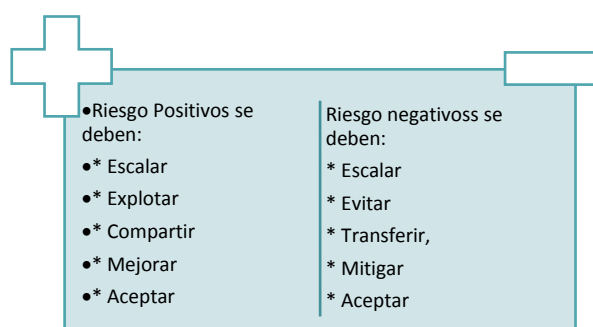 •Riesgo Positivos se
deben:
•* Escalar
•* Explotar
•* Compartir
•* Mejorar
•* Aceptar
Riesgo negativoss se
deben:
* Escalar
* Evitar
* Transferir,
* Mitigar
* Aceptar